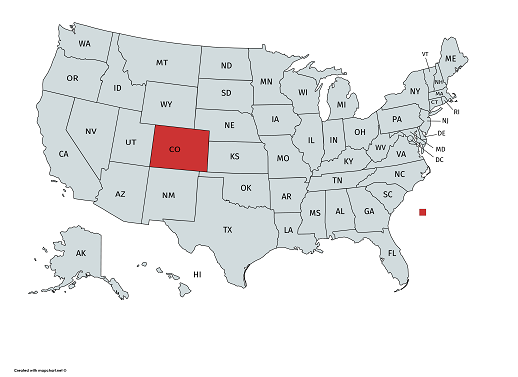 WA
OR
CA
NV
ID
MT
WY
UT
AZ
CO
NM
ND
SD
NE
KS
OK
TX
MN
IA
MO
AR
LA
WI
IL
MI
IN
OH
KY
TN
MS
AL
GA
FL
SC
NC
VA
WV
PA
NY
VT
NH
ME
MA
CT
RI
NJ
DE
MD
DC
AK
HI
Created with mapchart.net ©